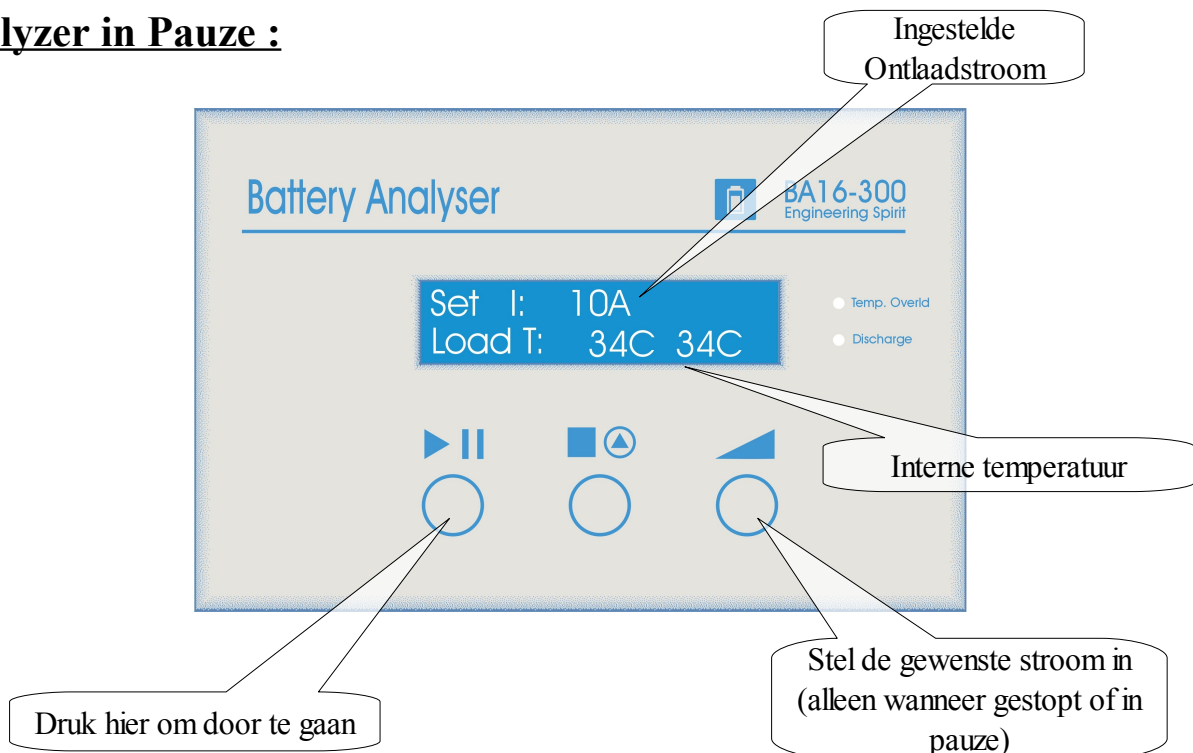 lyzer in Pauze :
Ingestelde
Ontlaadstroom
Battery Analyser
BA16-300
Engineering Spirit
Set I: 10A
Load T: 34C 34C
Temp. Overld
Discharge
Interne temperatuur
Stel de gewenste stroom in
(alleen wanneer gestopt of in
pauze)
Druk hier om door te gaan